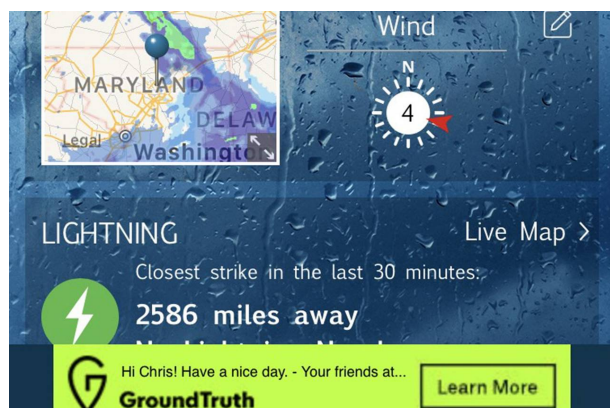 Wind
N
4
MARYLAND
DELAW
Legal
Washington
LIGHTNING
Live Map >
Closest strike in the last 30 minutes:
2586 miles away
Hi Chris! Have a nice day. - Your friends at...
GroundTruth
Learn More